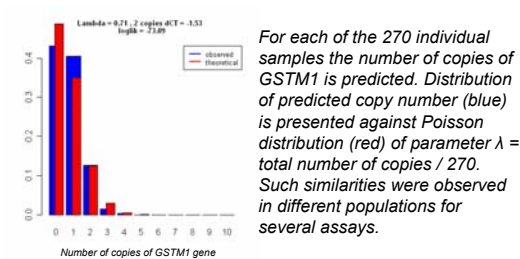 Lambda = 0.71 , 2 copies dCT = -1.53
loglik = -73.09
observed
theoretical
0.4
0.3
0.2
0.1
0.0
0 1 2 3 4 5 6 7 8 9 10
Number of copies of GSTM1 gene
For each of the 270 individual
samples the number of copies of
GSTM1 is predicted. Distribution
of predicted copy number (blue)
is presented against Poisson
distribution (red) of parameter λ =
total number of copies / 270.
Such similarities were observed
in different populations for
several assays.